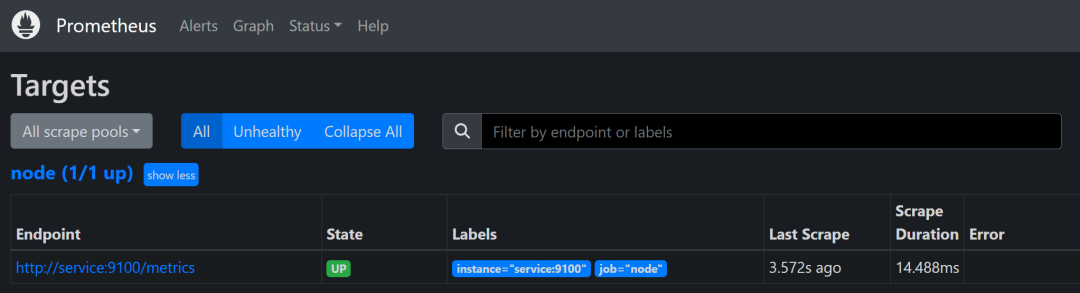 Prometheus Alerts Graph Status Help
Targets
All scrape pools All Unhealthy Collapse All Filter by endpoint or labels
node (1/1 up) show less
Endpoint State Labels Last Scrape Scrape Duration Error
http://service:9100/metrics UP instance="service:9100" job="node" 3.572s ago 14.488ms